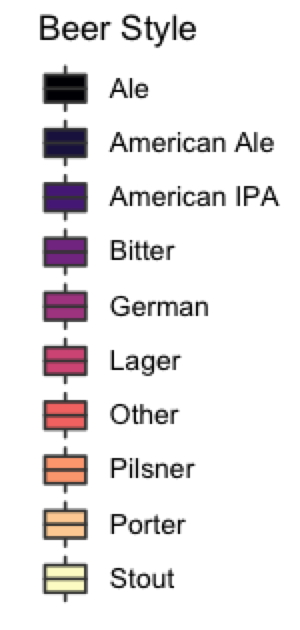 Beer Style
Ale
American Ale
American IPA
Bitter
German
Lager
Other
Pilsner
Porter
Stout